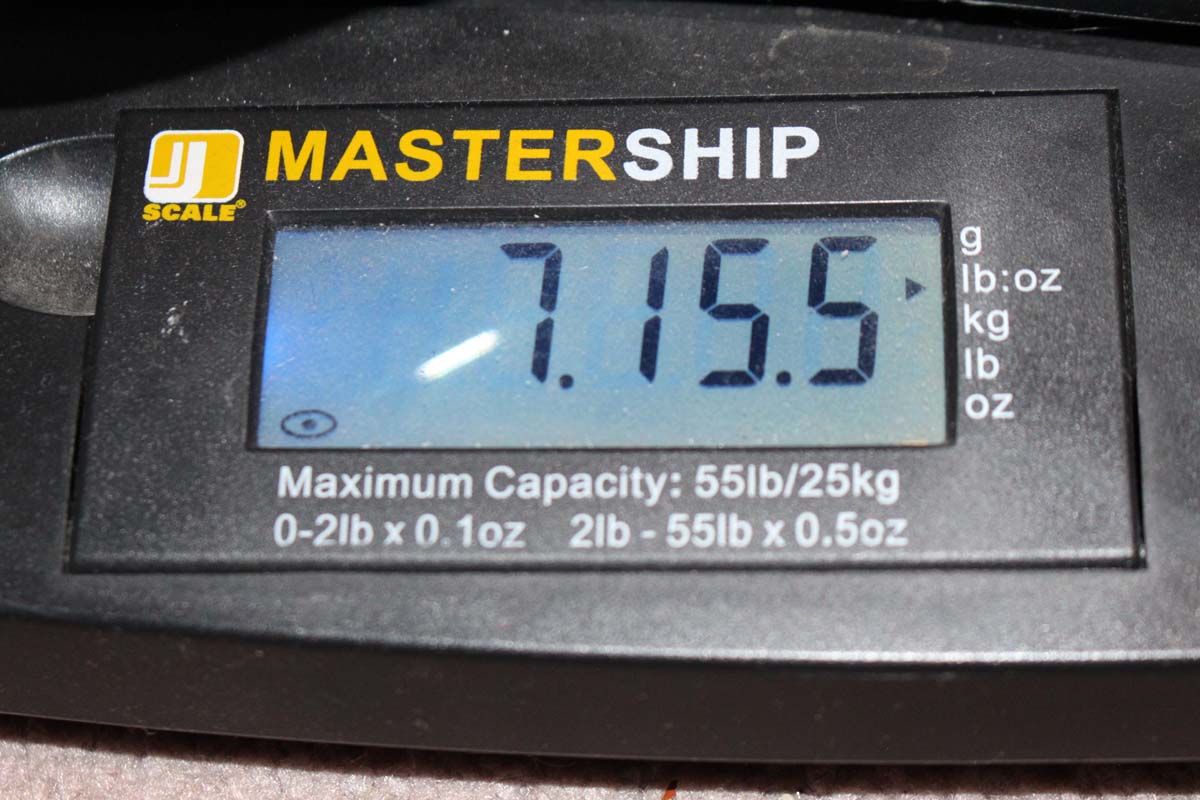 MASTERSHIP
JJ
SCALE®
7.15.5
g
lb:oz
kg
lb
oz
Maximum Capacity: 55lb/25kg
0-2lb x 0.1oz 2lb - 55lb x 0.5oz